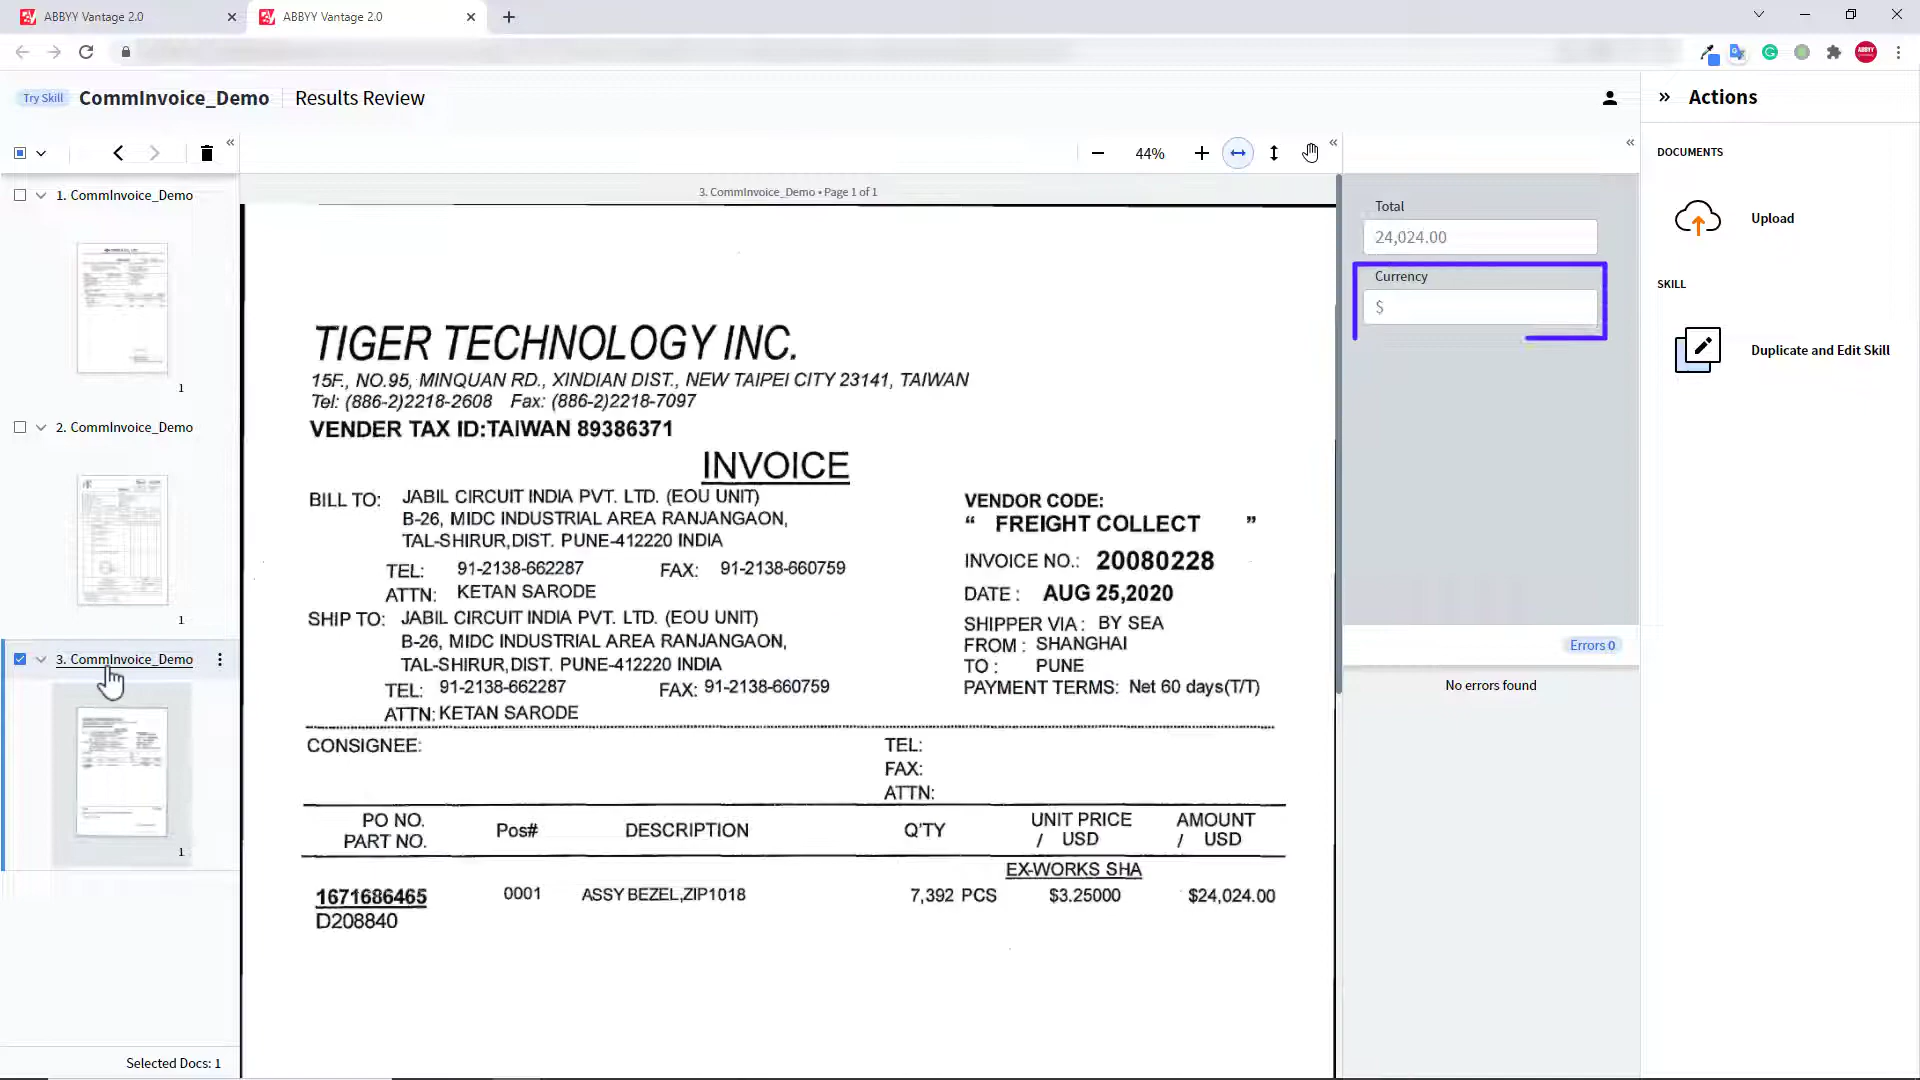 ABBYY Vantage 2.0
ABBYY Vantage 2.0
Try Skill CommInvoice_Demo Results Review
44%
1. CommInvoice_Demo
1
2. CommInvoice_Demo
1
3. CommInvoice_Demo
1
Selected Docs: 1
3. CommInvoice_Demo • Page 1 of 1
TIGER TECHNOLOGY INC.
15F., NO.95, MINQUAN RD., XINDIAN DIST., NEW TAIPEI CITY 23141, TAIWAN
Tel: (886-2)2218-2608 Fax: (886-2)2218-7097
VENDER TAX ID:TAIWAN 89386371
INVOICE
BILL TO: JABIL CIRCUIT INDIA PVT. LTD. (EOU UNIT)
B-26, MIDC INDUSTRIAL AREA RANJANGAON,
TAL-SHIRUR,DIST. PUNE-412220 INDIA
TEL: 91-2138-662287 FAX: 91-2138-660759
ATTN: KETAN SARODE
SHIP TO: JABIL CIRCUIT INDIA PVT. LTD. (EOU UNIT)
B-26, MIDC INDUSTRIAL AREA RANJANGAON,
TAL-SHIRUR,DIST. PUNE-412220 INDIA
TEL: 91-2138-662287 FAX: 91-2138-660759
ATTN: KETAN SARODE
VENDOR CODE:
“ FREIGHT COLLECT ”
INVOICE NO.: 20080228
DATE : AUG 25,2020
SHIPPER VIA : BY SEA
FROM : SHANGHAI
TO : PUNE
PAYMENT TERMS: Net 60 days(T/T)
CONSIGNEE:
TEL:
FAX:
ATTN:
PO NO. Pos# DESCRIPTION Q'TY UNIT PRICE AMOUNT
PART NO. / USD / USD
EX-WORKS SHA
1671686465 0001 ASSY BEZEL,ZIP1018 7,392 PCS $3.25000 $24,024.00
D208840
Total
24,024.00
Currency
$
Errors 0
No errors found
Actions
DOCUMENTS
Upload
SKILL
Duplicate and Edit Skill